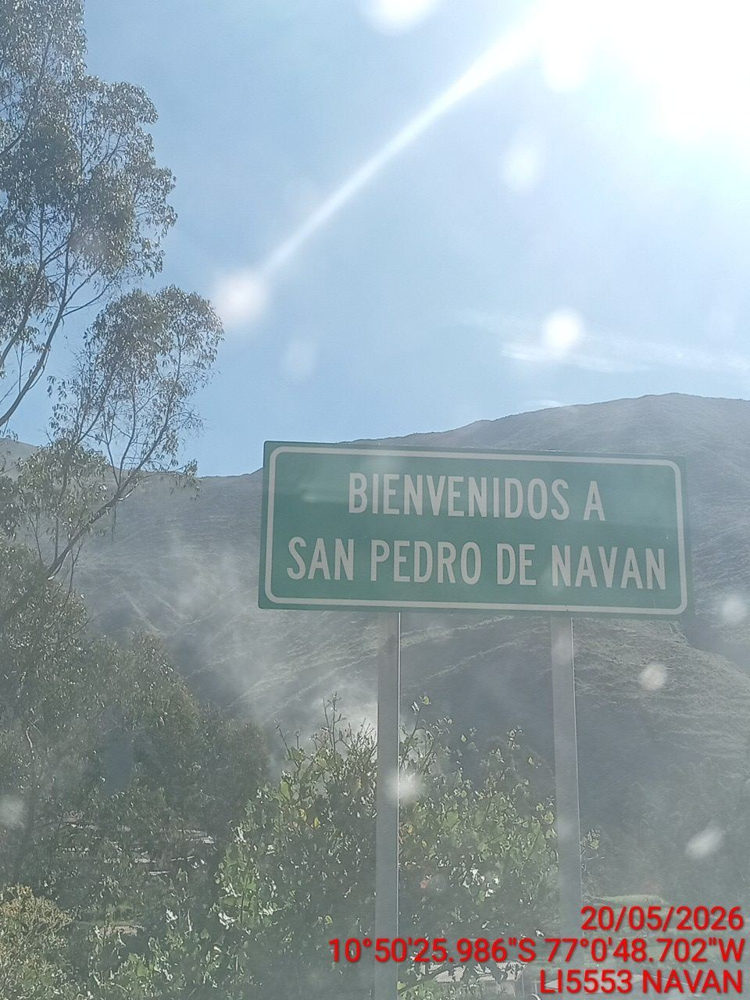 BIENVENIDOS A
SAN PEDRO DE NAVAN
20/05/2026
10°50'25.986"S 77°0'48.702"W
LI5553 NAVAN